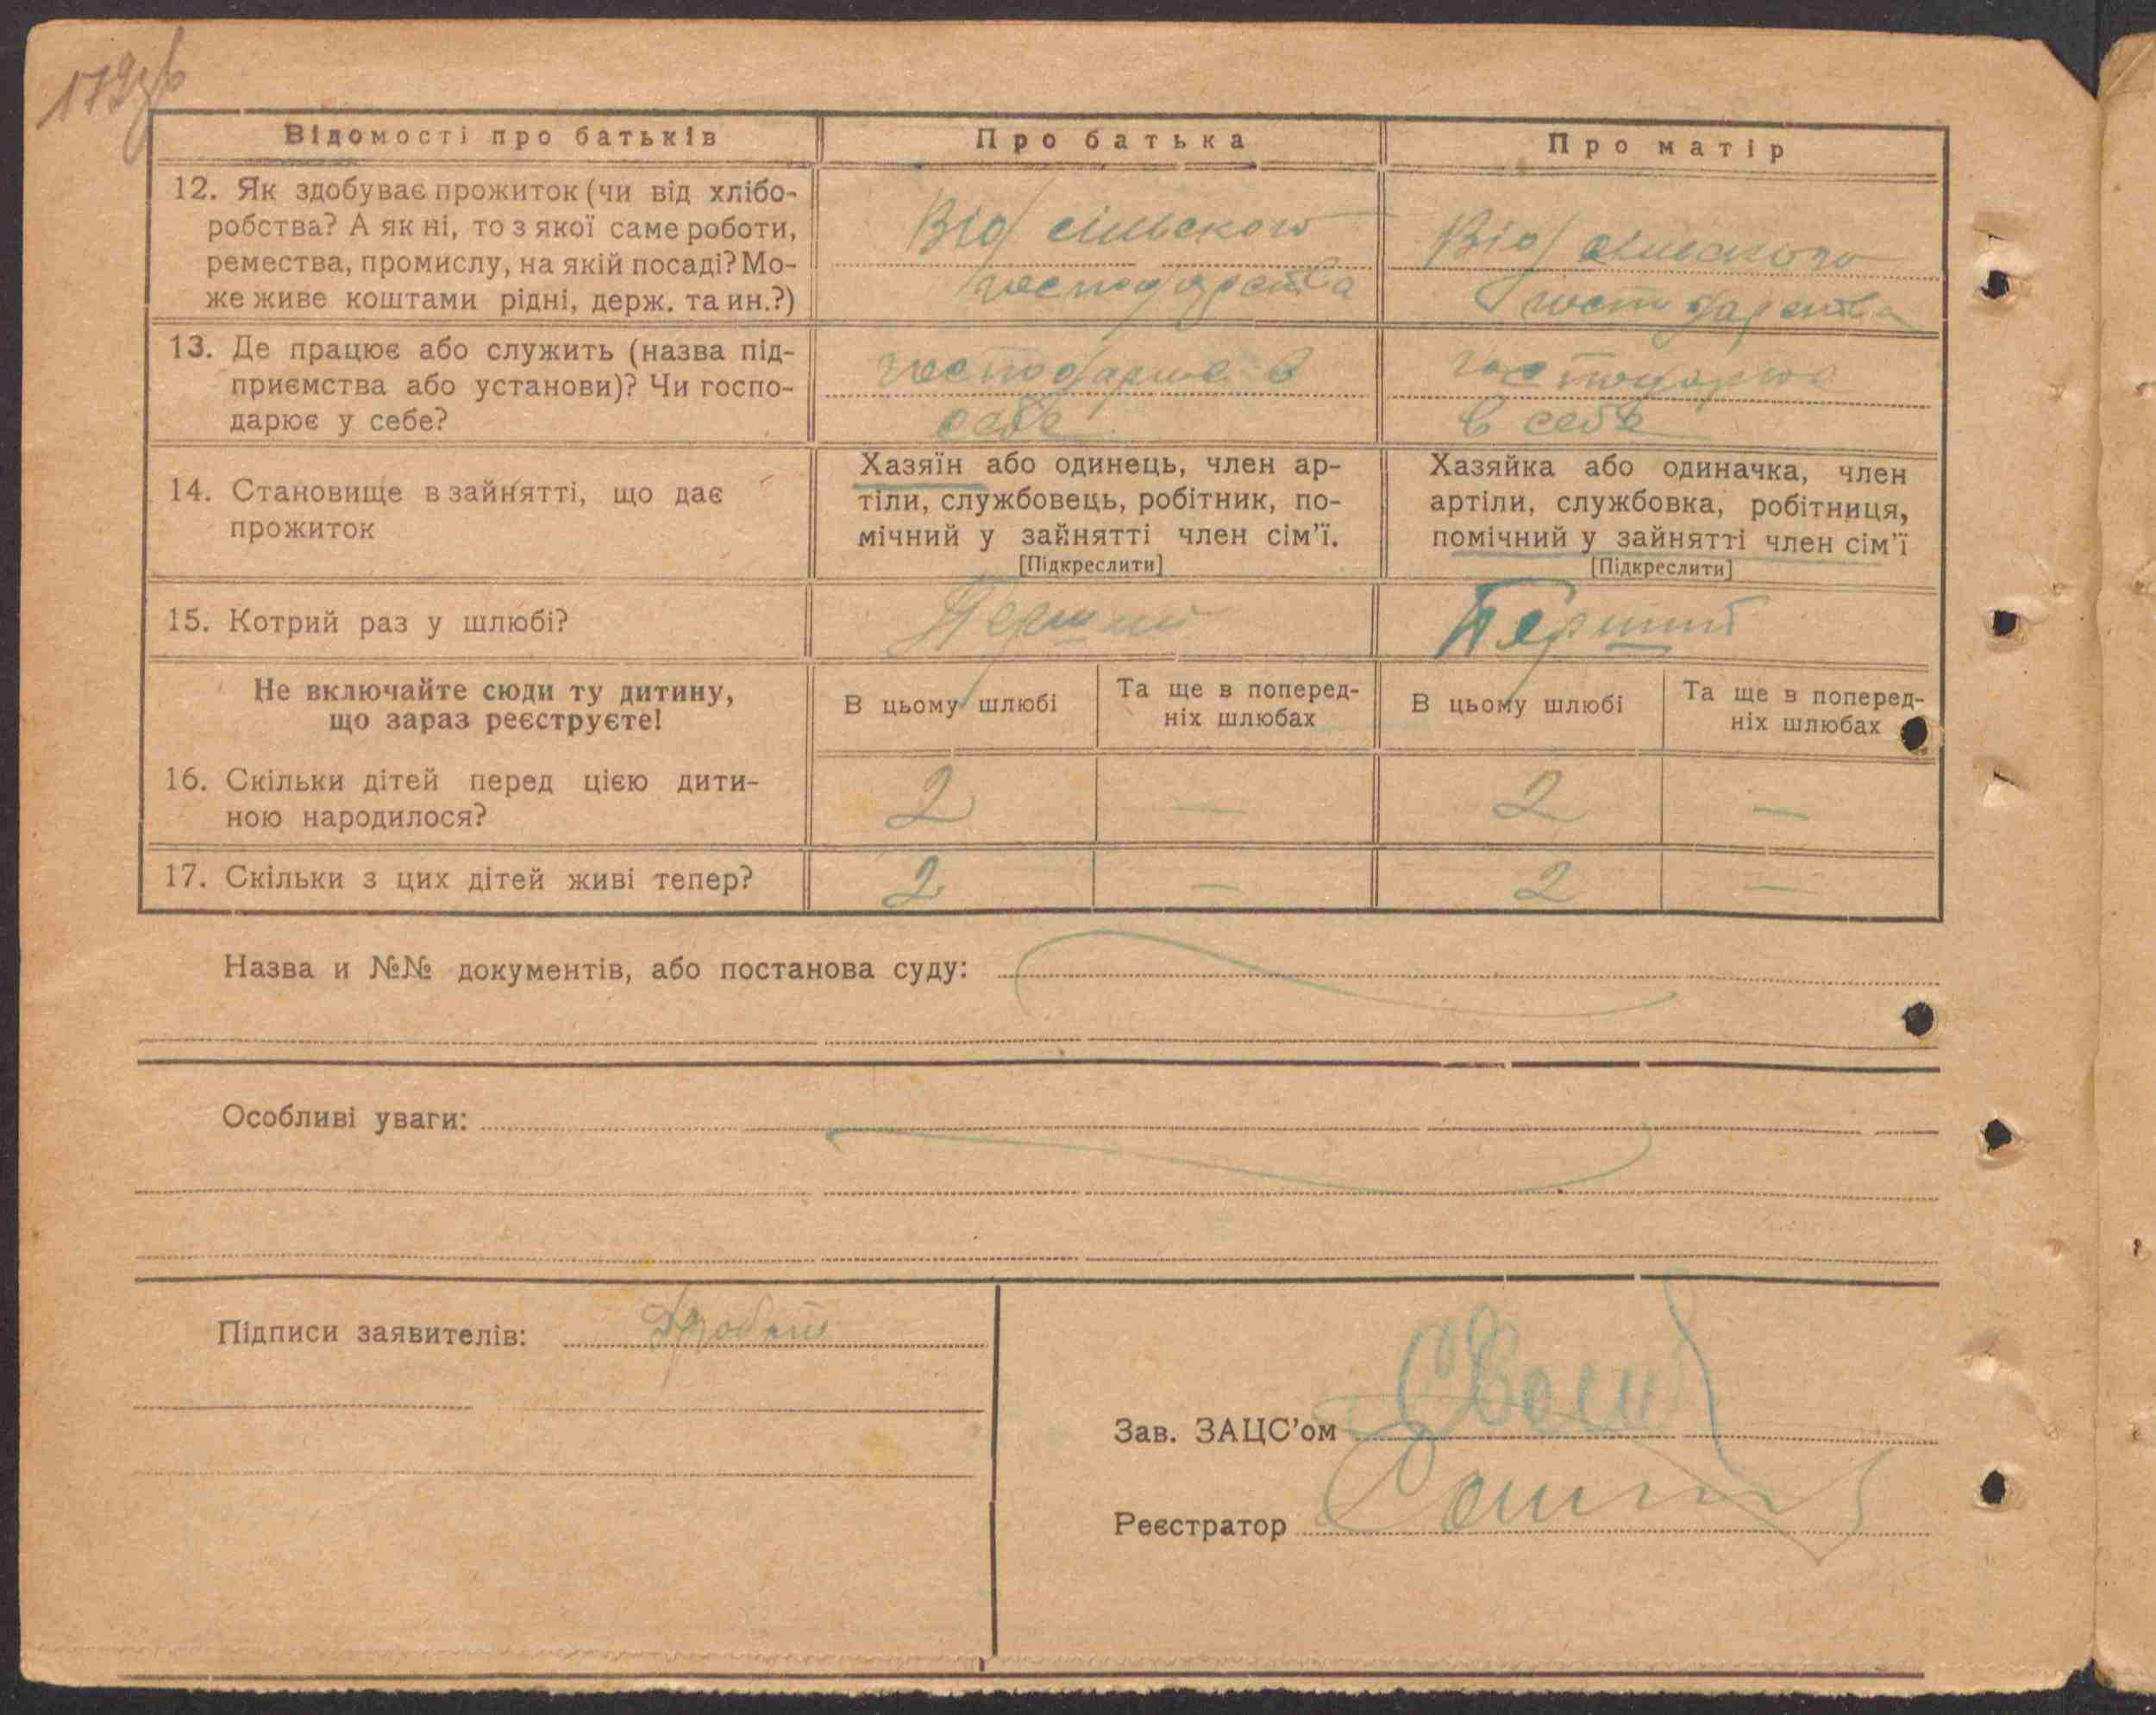 179зв
Відомості про батьків
Про батька
Про матір
12. Як здобуває прожиток (чи від хлібо-
робства? А як ні, то з якої саме роботи,
ремества, промислу, на якій посаді? Мо-
же живе коштами рідні, держ. та ин.?)
Від сільского
господарства
Від сільского
господарства
13. Де працює або служить (назва під-
приємства або установи)? Чи госпо-
дарює у себе?
господарює в
себе
господарює
в себе
14. Становище в зайнятті, що дає
прожиток
Хазяїн або одинець, член ар-
тіли, службовець, робітник, по-
мічний у зайнятті член сім'ї.
[Підкреслити]
Хазяйка або одиначка, член
артіли, службовка, робітниця,
помічний у зайнятті член сім'ї
[Підкреслити]
15. Котрий раз у шлюбі?
Перший
Перший
Не включайте сюди ту дитину,
що зараз реєструєте!
В цьому шлюбі
Та ще в поперед-
ніх шлюбах
В цьому шлюбі
Та ще в поперед-
ніх шлюбах
16. Скільки дітей перед цією дити-
ною народилося?
2
—
2
—
17. Скільки з цих дітей живі тепер?
2
—
2
—
Назва и №№ документів, або постанова суду:
Особливі уваги:
Підписи заявителів:
Зав. ЗАЦС'ом
Реєстратор